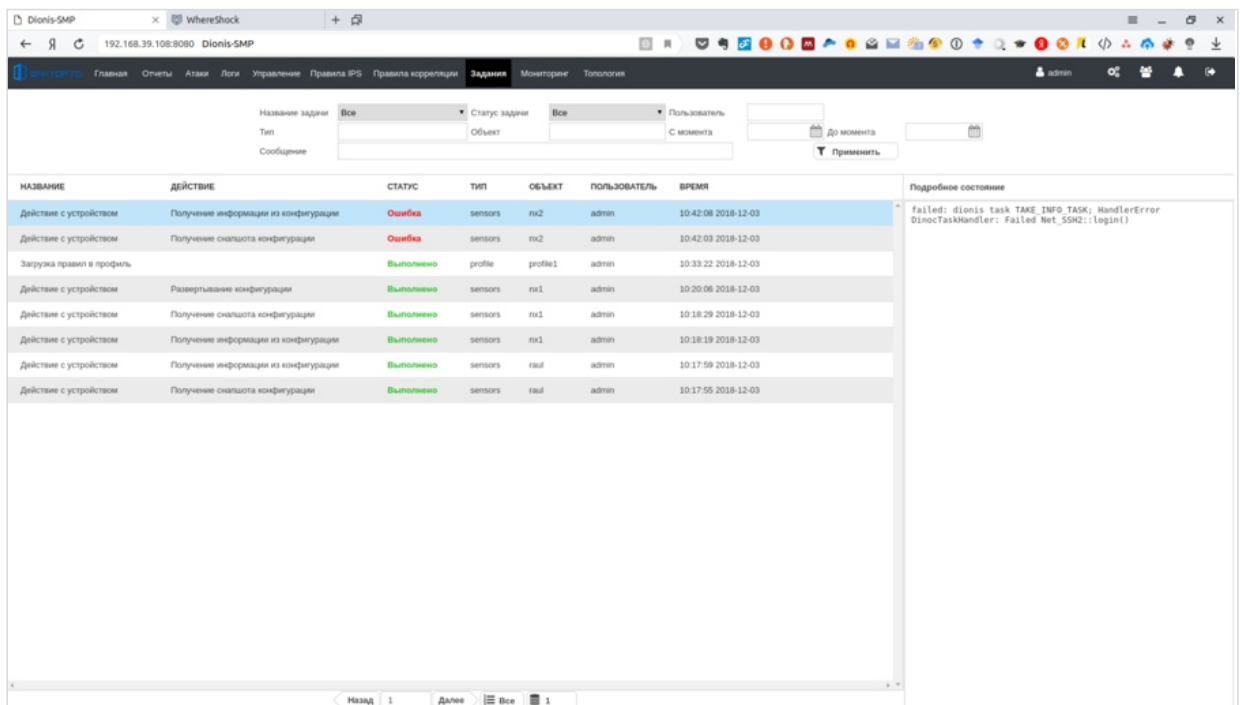 Dionis-SMP WhereShock
192.168.39.108:8080 Dionis-SMP
Главная Отчеты Атаки Логи Управление Правила IPS Правила корреляции Задания Мониторинг Топология admin
Название задачи Все Статус задачи Все Пользователь
Тип Объект С момента До момента
Сообщение Применить
НАЗВАНИЕ ДЕЙСТВИЕ СТАТУС ТИП ОБЪЕКТ ПОЛЬЗОВАТЕЛЬ ВРЕМЯ Подробное состояние
Действие с устройством Получение информации из конфигурации Ошибка sensors nx2 admin 10:42:08 2018-12-03
failed: dionis task TAKE_INFO_TASK; HandlerError
DinocTaskHandler: Failed Net_SSH2::login()
Действие с устройством Получение снапшота конфигурации Ошибка sensors nx2 admin 10:42:03 2018-12-03
Загрузка правил в профиль Выполнено profile profile1 admin 10:33:22 2018-12-03
Действие с устройством Развертывание конфигурации Выполнено sensors nx1 admin 10:20:06 2018-12-03
Действие с устройством Получение снапшота конфигурации Выполнено sensors nx1 admin 10:18:29 2018-12-03
Действие с устройством Получение информации из конфигурации Выполнено sensors nx1 admin 10:18:19 2018-12-03
Действие с устройством Получение информации из конфигурации Выполнено sensors raul admin 10:17:59 2018-12-03
Действие с устройством Получение снапшота конфигурации Выполнено sensors raul admin 10:17:55 2018-12-03
Назад 1 Далее Все 1